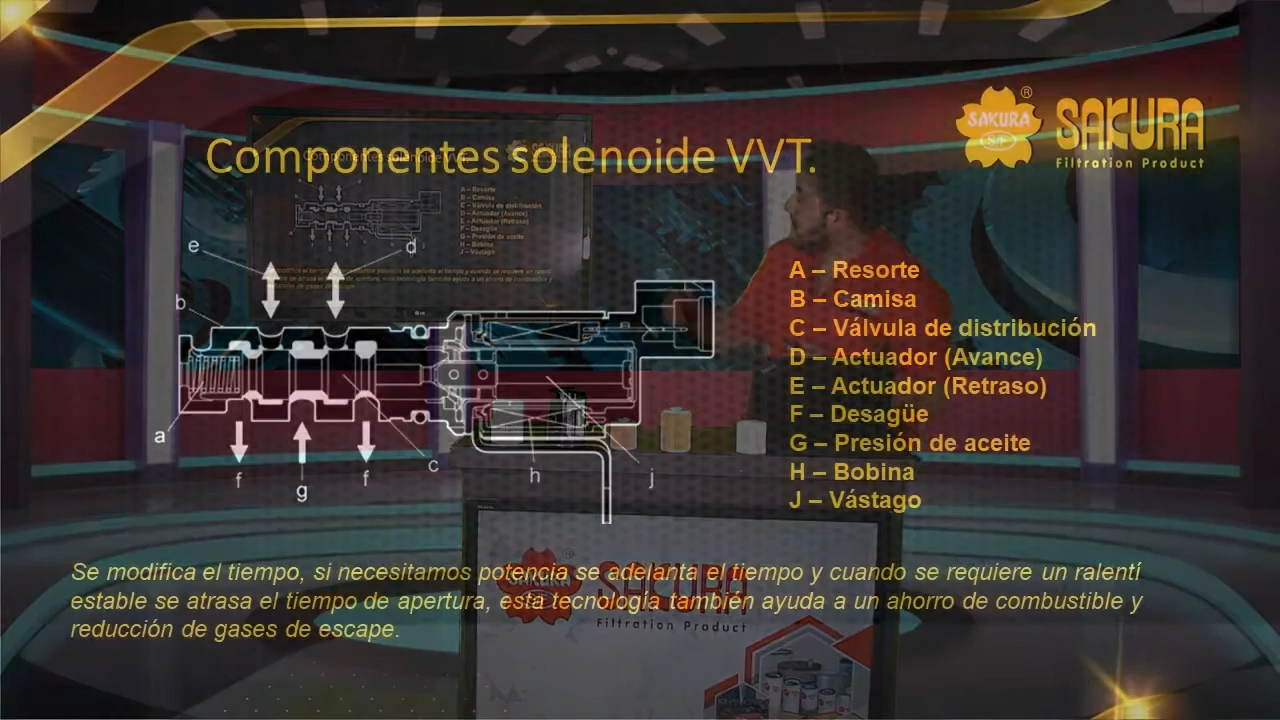 Componentes solenoide VVT.
SAKURA
S/F
®
SAKURA
Filtration Product
e
d
b
a
f
g
f
c
h
j
A – Resorte
B – Camisa
C – Válvula de distribución
D – Actuador (Avance)
E – Actuador (Retraso)
F – Desagüe
G – Presión de aceite
H – Bobina
J – Vástago
Se modifica el tiempo, si necesitamos potencia se adelanta el tiempo y cuando se requiere un ralentí
estable se atrasa el tiempo de apertura, esta tecnología también ayuda a un ahorro de combustible y
reducción de gases de escape.
SAKURA
Filtration Product